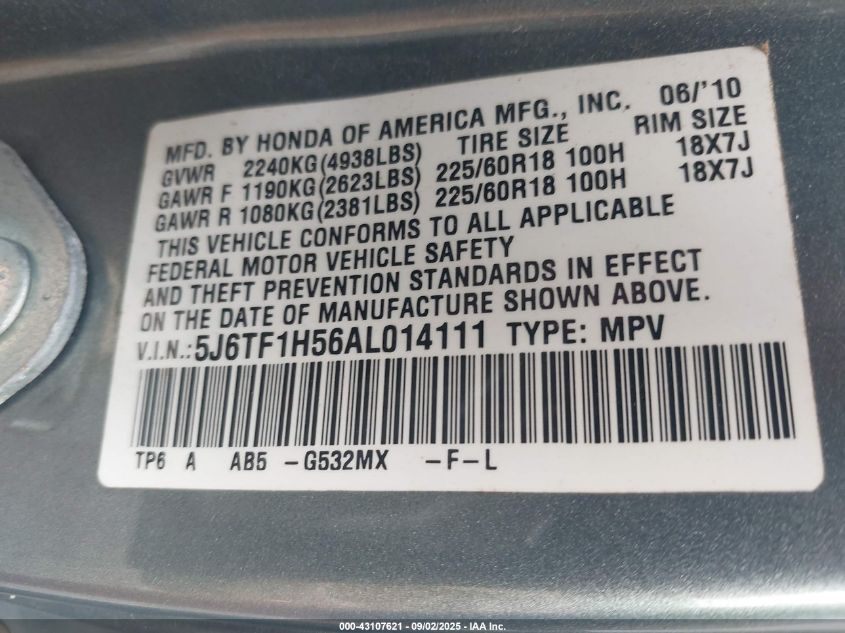 MFD. BY HONDA OF AMERICA MFG., INC. 06/'10
GVWR 2240KG(4938LBS) TIRE SIZE RIM SIZE
GAWR F 1190KG(2623LBS) 225/60R18 100H 18X7J
GAWR R 1080KG(2381LBS) 225/60R18 100H 18X7J
THIS VEHICLE CONFORMS TO ALL APPLICABLE
FEDERAL MOTOR VEHICLE SAFETY
AND THEFT PREVENTION STANDARDS IN EFFECT
ON THE DATE OF MANUFACTURE SHOWN ABOVE.
V.I.N.: 5J6TF1H56AL014111 TYPE: MPV
TP6 A AB5 -G532MX -F-L
000-43107621 - 09/02/2025 - IAA Inc.